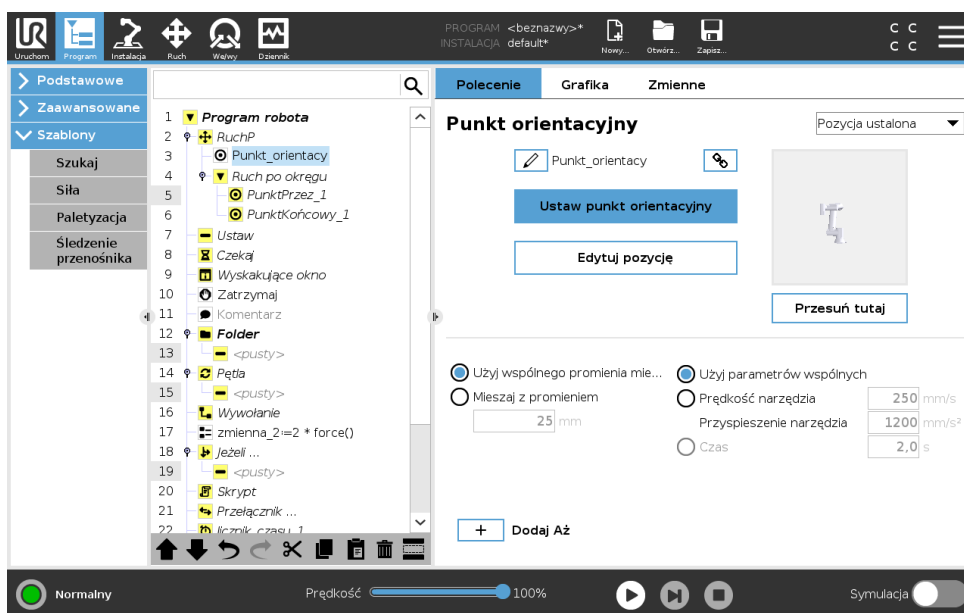 UR
Uruchom
Program
Instalacja
Ruch
We/wy
Dziennik
PROGRAM <beznazwy>*
INSTALACJA default*
Nowy...
Otwórz...
Zapisz...
C C
C C
Podstawowe
Zaawansowane
Szablony
Szukaj
Siła
Paletyzacja
Śledzenie
przenośnika
1 Program robota
2 RuchP
3 Punkt_orientacy
4 Ruch po okręgu
5 PunktPrzez_1
6 PunktKońcowy_1
7 Ustaw
8 Czekaj
9 Wyskakujące okno
10 Zatrzymaj
11 Komentarz
12 Folder
13 <pusty>
14 Pętla
15 <pusty>
16 Wywołanie
17 zmienna_2≔2 * force()
18 Jeżeli ...
19 <pusty>
20 Skrypt
21 Przełącznik ...
22 licznik_czasu_1
Polecenie
Grafika
Zmienne
Punkt orientacyjny
Pozycja ustalona
Punkt_orientacy
Ustaw punkt orientacyjny
Edytuj pozycję
Przesuń tutaj
Użyj wspólnego promienia mie...
Mieszaj z promieniem
25 mm
Użyj parametrów wspólnych
Prędkość narzędzia 250 mm/s
Przyspieszenie narzędzia 1200 mm/s²
Czas 2,0 s
+ Dodaj Aż
Normalny
Prędkość 100%
Symulacja